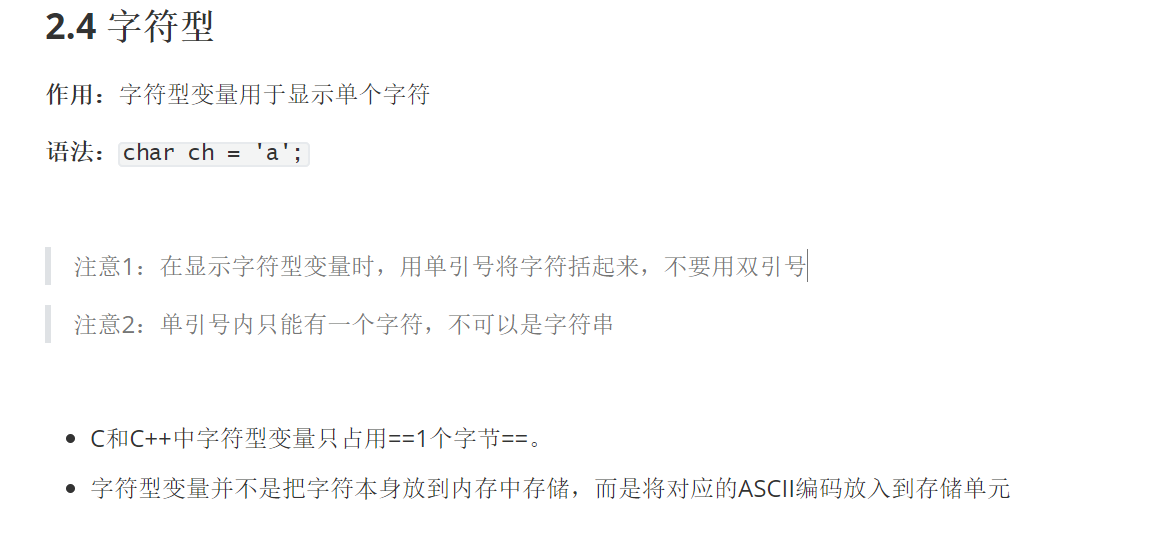 2.4 字符型
作用：字符型变量用于显示单个字符
语法：char ch = 'a';
注意1：在显示字符型变量时，用单引号将字符括起来，不要用双引号
注意2：单引号内只能有一个字符，不可以是字符串
C和C++中字符型变量只占用==1个字节==。
字符型变量并不是把字符本身放到内存中存储，而是将对应的ASCII编码放入到存储单元